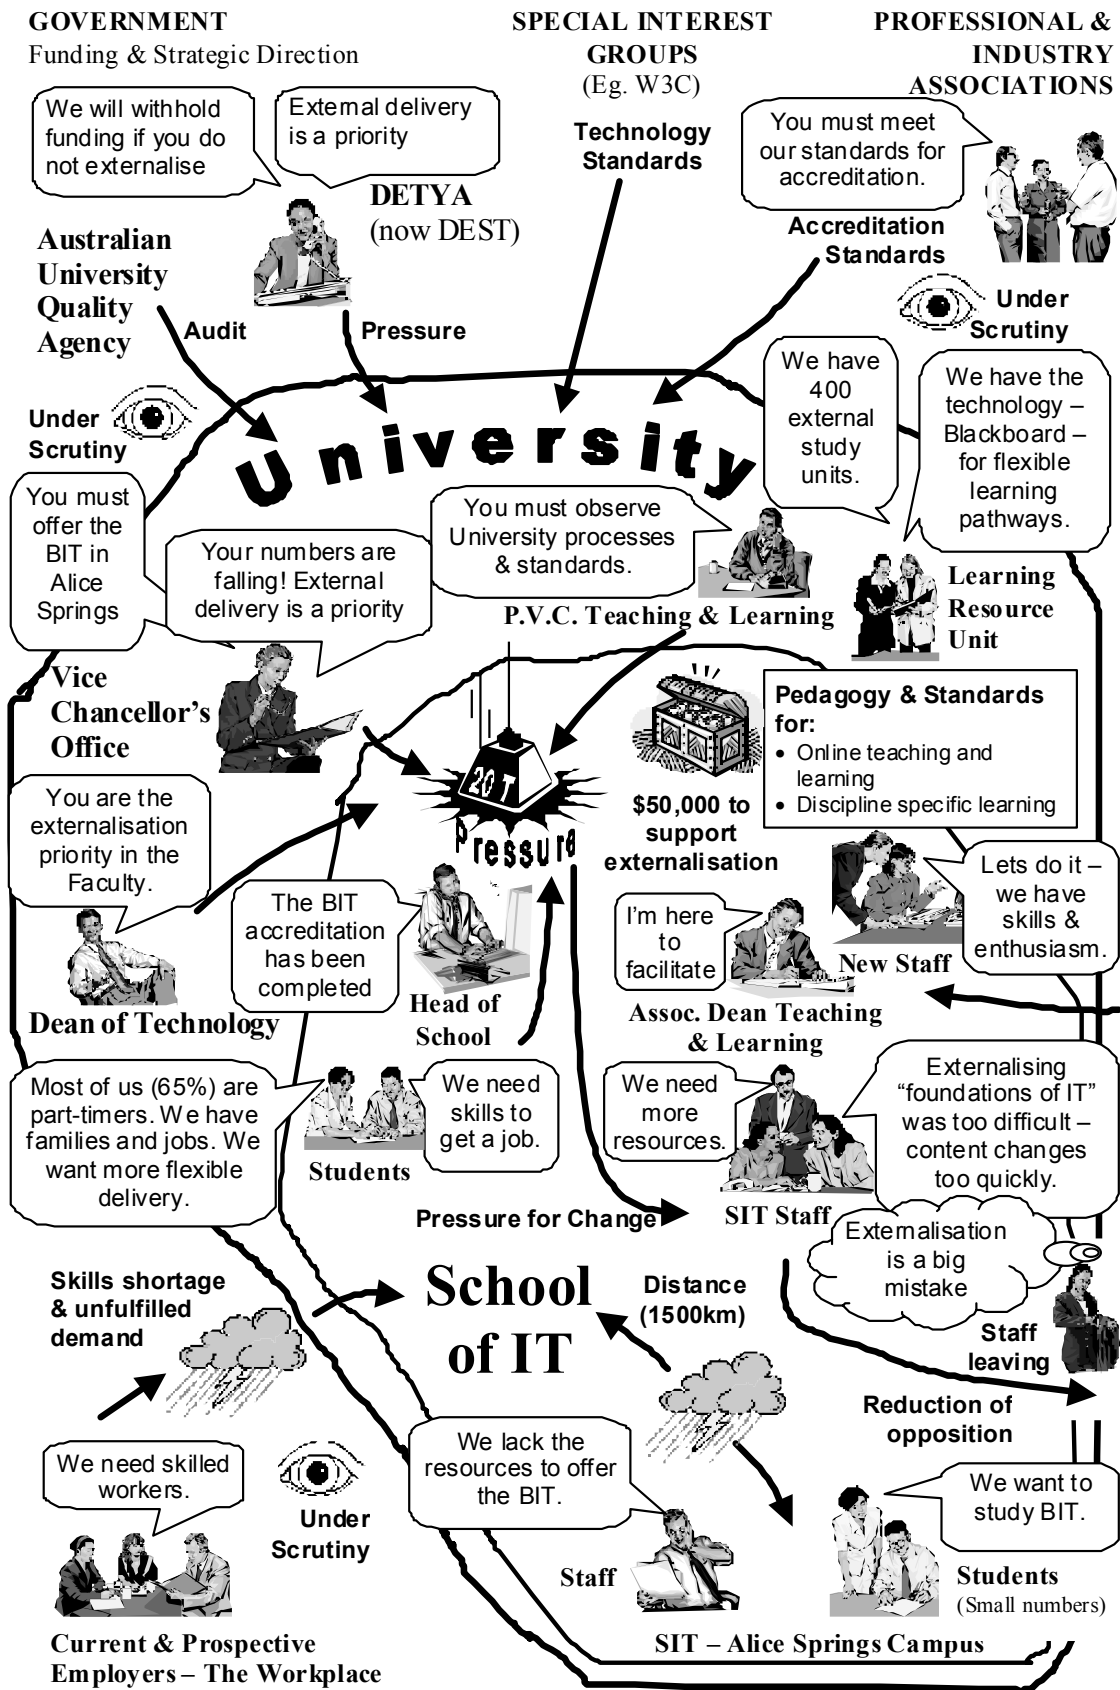 GOVERNMENT
Funding & Strategic Direction
SPECIAL INTEREST
GROUPS
(Eg. W3C)
PROFESSIONAL &
INDUSTRY
ASSOCIATIONS
We will withhold
funding if you do
not externalise
External delivery
is a priority
DETYA
(now DEST)
Technology
Standards
You must meet
our standards for
accreditation.
Accreditation
Standards
Australian
University
Quality
Agency
Audit
Pressure
Under
Scrutiny
Under
Scrutiny
University
We have
400
external
study
units.
We have the
technology –
Blackboard –
for flexible
learning
pathways.
You must
offer the
BIT in
Alice
Springs
Your numbers are
falling! External
delivery is a priority
You must observe
University processes
& standards.
P.V.C. Teaching & Learning
Learning
Resource
Unit
Vice
Chancellor's
Office
20 T
Pressure
$50,000 to
support
externalisation
Pedagogy & Standards
for:
• Online teaching and
learning
• Discipline specific learning
You are the
externalisation
priority in the
Faculty.
Dean of Technology
The BIT
accreditation
has been
completed
Head of
School
I'm here
to
facilitate
Assoc. Dean Teaching
& Learning
New Staff
Lets do it –
we have
skills &
enthusiasm.
Most of us (65%) are
part-timers. We have
families and jobs. We
want more flexible
delivery.
Students
We need
skills to
get a job.
We need
more
resources.
SIT Staff
Externalising
“foundations of IT”
was too difficult –
content changes
too quickly.
Pressure for Change
Externalisation
is a big
mistake
Staff
leaving
Skills shortage
& unfulfilled
demand
School
of IT
Distance
(1500km)
Reduction of
opposition
We need skilled
workers.
Under
Scrutiny
Current & Prospective
Employers – The Workplace
We lack the
resources to offer
the BIT.
Staff
We want to
study BIT.
Students
(Small numbers)
SIT – Alice Springs Campus